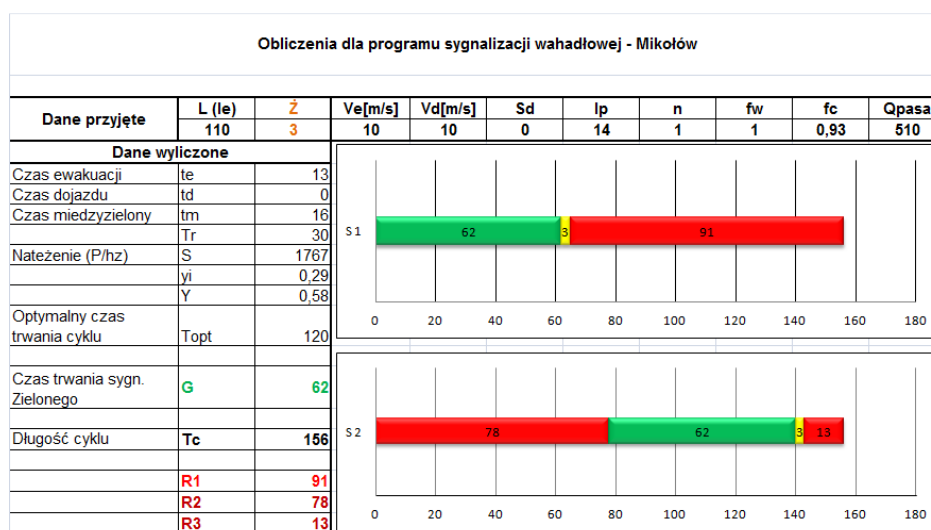 Obliczenia dla programu sygnalizacji wahadłowej - Mikołów
Dane przyjęte L (le) Ż Ve[m/s] Vd[m/s] Sd lp n fw fc Qpasa
110 3 10 10 0 14 1 1 0,93 510
Dane wyliczone
Czas ewakuacji te 13
Czas dojazdu td 0
Czas miedzyzielony tm 16
Tr 30
Nateżenie (P/hz) S 1767
yi 0,29
Y 0,58
Optymalny czas
trwania cyklu Topt 120
Czas trwania sygn.
Zielonego G 62
Długość cyklu Tc 156
R1 91
R2 78
R3 13
S 1 62 3 91
0 20 40 60 80 100 120 140 160 180
S 2 78 62 3 13
0 20 40 60 80 100 120 140 160 180